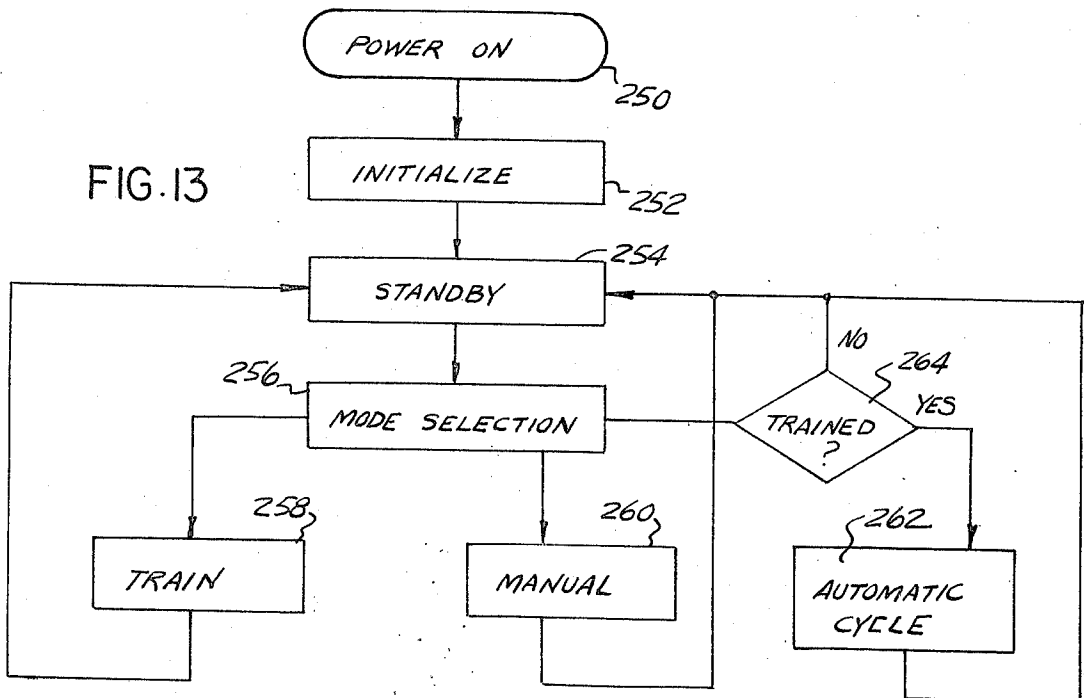 POWER ON
250
FIG.13
INITIALIZE
252
254
STANDBY
NO
256
264
MODE SELECTION
YES
TRAINED
?
258
260
262
TRAIN
MANUAL
AUTOMATIC
CYCLE